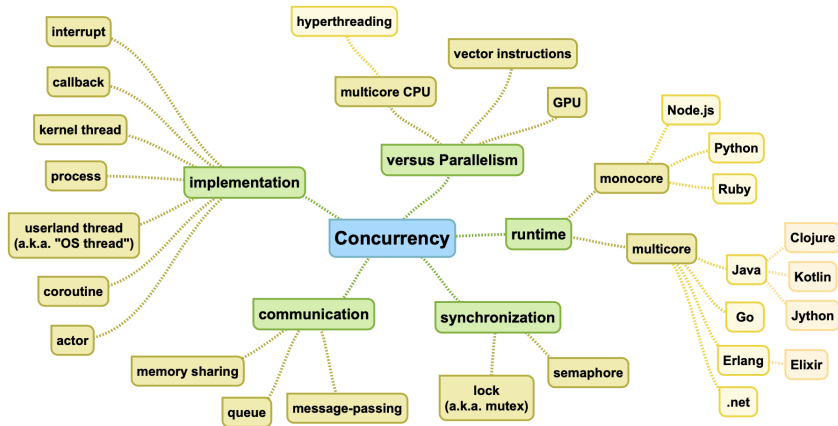 Concurrency
implementation
interrupt
callback
kernel thread
process
userland thread
(a.k.a. "OS thread")
coroutine
actor
versus Parallelism
hyperthreading
multicore CPU
vector instructions
GPU
runtime
monocore
Node.js
Python
Ruby
multicore
Java
Clojure
Kotlin
Jython
Go
Erlang
Elixir
.net
communication
memory sharing
queue
message-passing
synchronization
lock
(a.k.a. mutex)
semaphore